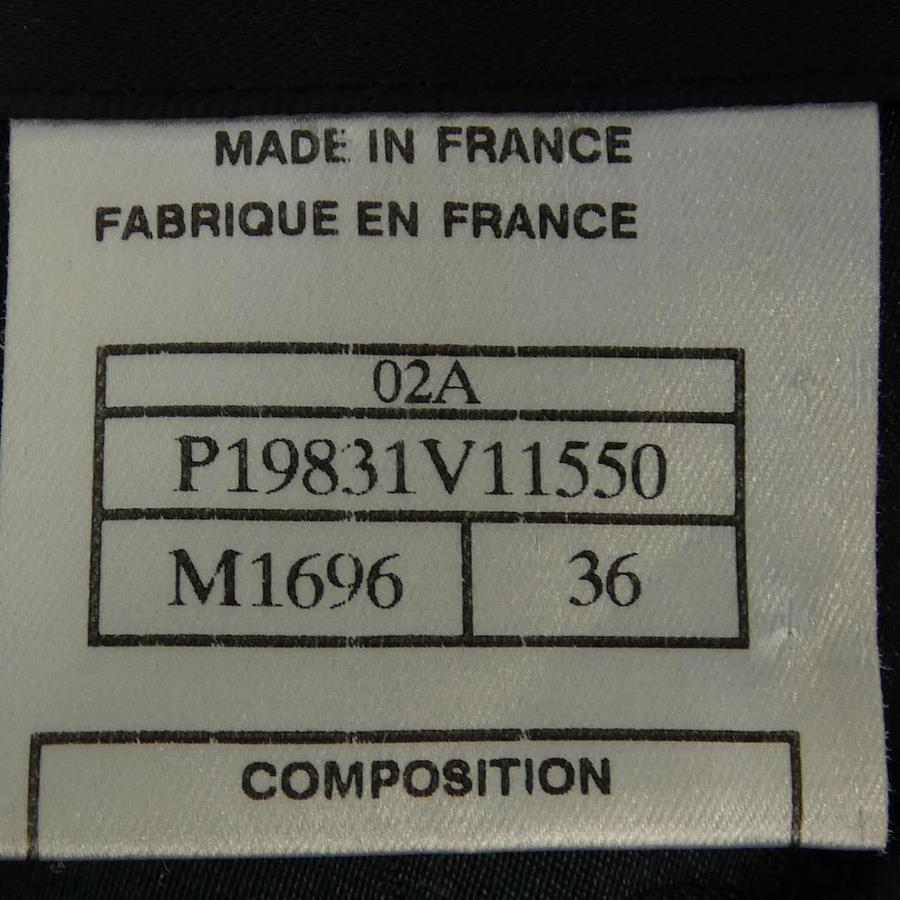 MADE IN FRANCE
FABRIQUE EN FRANCE
02A
P19831V11550
M1696 36
COMPOSITION